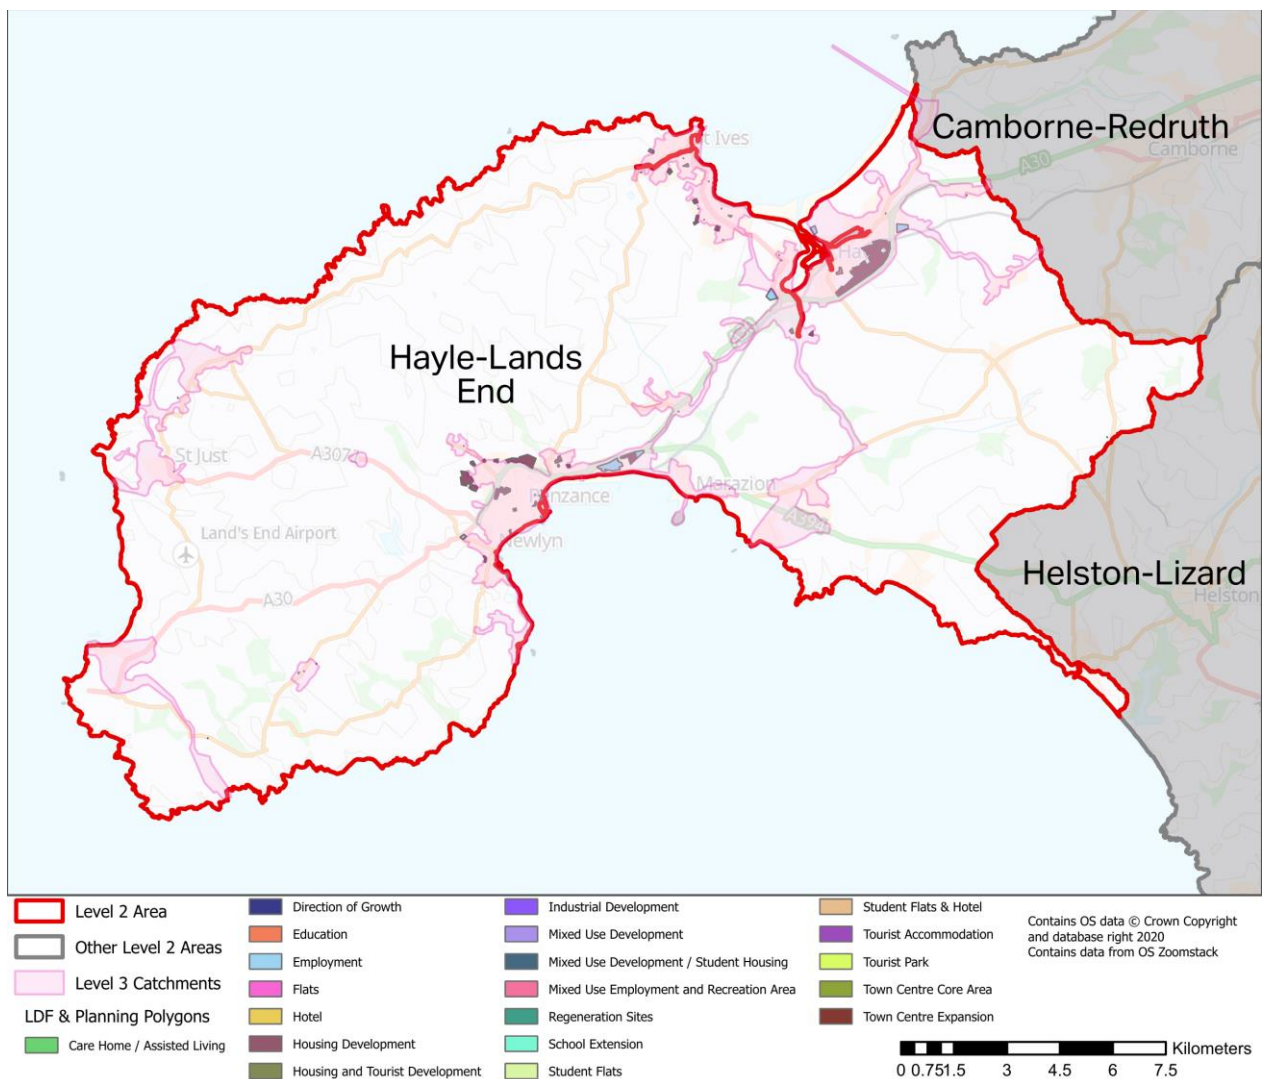 Camborne-Redruth
Camborne
A30
t Ives
Ha
Hayle-Lands
End
St Just
A307
Marazion
Penzance
A394
Land's End Airport
Newlyn
A30
Helston-Lizard
Helston
Level 2 Area
Other Level 2 Areas
Level 3 Catchments
LDF & Planning Polygons
Care Home / Assisted Living
Direction of Growth
Education
Employment
Flats
Hotel
Housing Development
Housing and Tourist Development
Industrial Development
Mixed Use Development
Mixed Use Development / Student Housing
Mixed Use Employment and Recreation Area
Regeneration Sites
School Extension
Student Flats
Student Flats & Hotel
Tourist Accommodation
Tourist Park
Town Centre Core Area
Town Centre Expansion
Contains OS data © Crown Copyright
and database right 2020
Contains data from OS Zoomstack
Kilometers
0 0.75 1.5 3 4.5 6 7.5